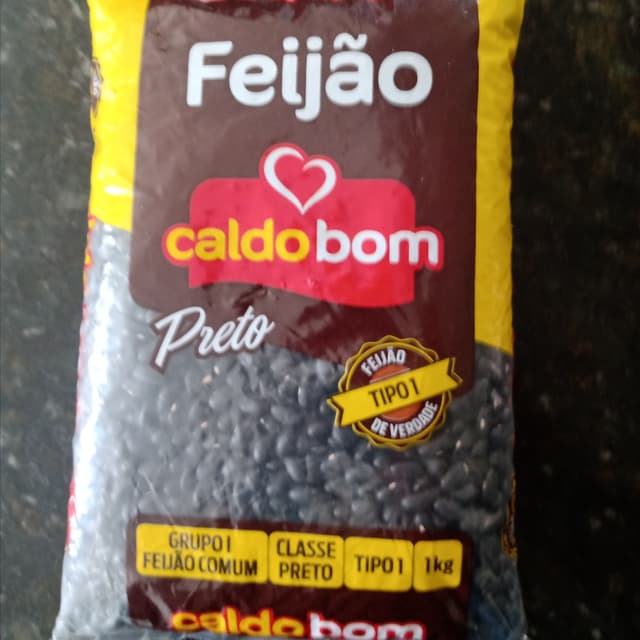 Feijão
caldobom
Preto
FEIJÃO
TIPO 1
DE VERDADE
GRUPO I
FEIJÃO COMUM
CLASSE
PRETO
TIPO 1
1kg
caldobom